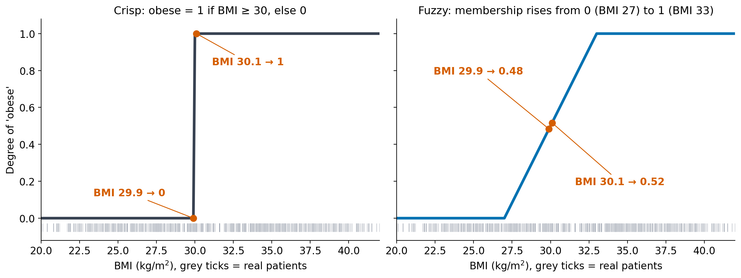 Crisp: obese = 1 if BMI ≥ 30, else 0
Degree of 'obese'
1.0
0.8
0.6
0.4
0.2
0.0
BMI 30.1 → 1
BMI 29.9 → 0
20.0 22.5 25.0 27.5 30.0 32.5 35.0 37.5 40.0
BMI (kg/m²), grey ticks = real patients
Fuzzy: membership rises from 0 (BMI 27) to 1 (BMI 33)
BMI 29.9 → 0.48
BMI 30.1 → 0.52
20.0 22.5 25.0 27.5 30.0 32.5 35.0 37.5 40.0
BMI (kg/m²), grey ticks = real patients